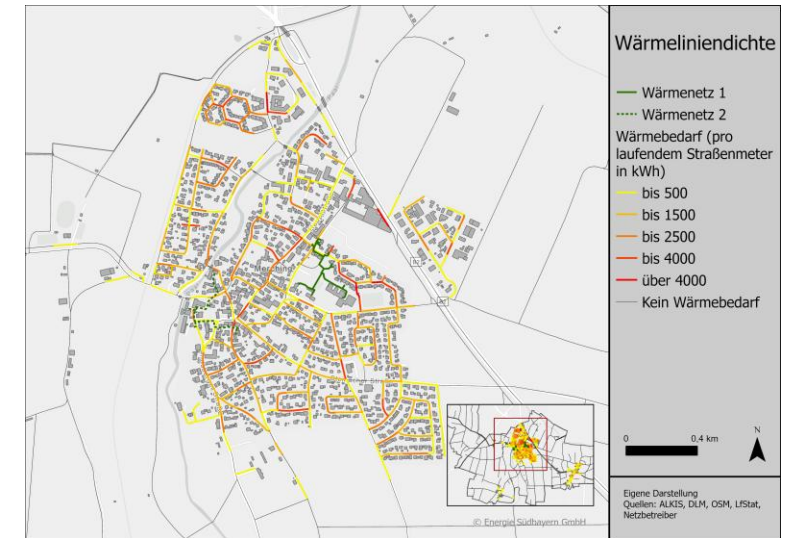 Wärmeliniendichte
Wärmenetz 1
Wärmenetz 2
Wärmebedarf (pro
laufendem Straßenmeter
in kWh)
bis 500
bis 1500
bis 2500
bis 4000
über 4000
Kein Wärmebedarf
0 0,4 km
N
Eigene Darstellung
Quellen: ALKIS, DLM, OSM, LfStat,
Netzbetreiber
© Energie Südbayern GmbH